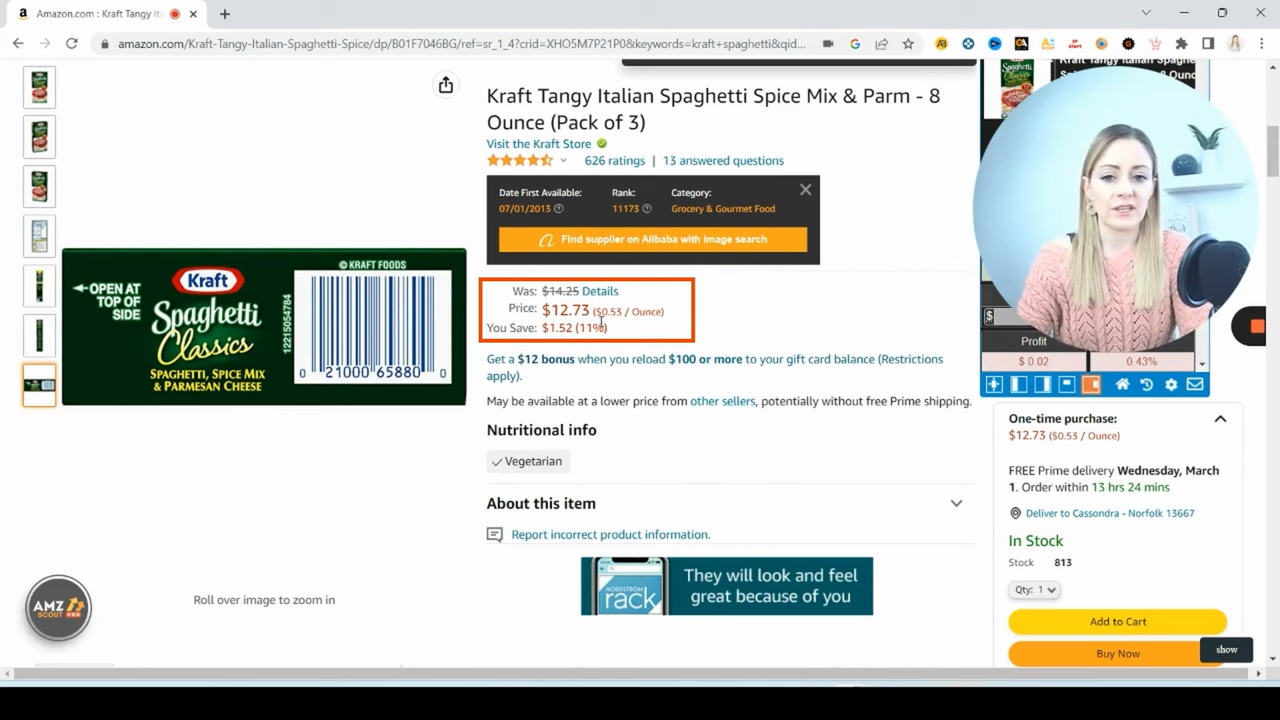 Amazon.com : Kraft Tangy It
amazon.com/Kraft-Tangy-Italian-Spaghetti-Spice/dp/B01F7046BG/ref=sr_1_4?crid=XHO5M7P21P0&keywords=kraft+spaghetti&qid...
Kraft Tangy Italian Spaghetti Spice Mix & Parm - 8
Ounce (Pack of 3)
Visit the Kraft Store
626 ratings | 13 answered questions
Date First Available: Rank: Category:
07/01/2013 11173 Grocery & Gourmet Food
Find supplier on Alibaba with image search
Was: $14.25 Details
Price: $12.73 ($0.53 / Ounce)
You Save: $1.52 (11%)
Get a $12 bonus when you reload $100 or more to your gift card balance (Restrictions
apply).
May be available at a lower price from other sellers, potentially without free Prime shipping.
Nutritional info
Vegetarian
About this item
Report incorrect product information.
They will look and feel
great because of you
NORDSTROM
rack
© KRAFT FOODS
OPEN AT
TOP OF
SIDE
Kraft
Spaghetti
Classics
SPAGHETTI, SPICE MIX
& PARMESAN CHEESE
12215054784
0 21000 65880 0
Roll over image to zoom in
AMZ
SCOUT
Kraft Tangy Italian Spaghe
$
Profit
$ 0.02 0.43%
One-time purchase:
$12.73 ($0.53 / Ounce)
FREE Prime delivery Wednesday, March
1. Order within 13 hrs 24 mins
Deliver to Cassondra - Norfolk 13667
In Stock
Stock 813
Qty: 1
Add to Cart
Buy Now
show